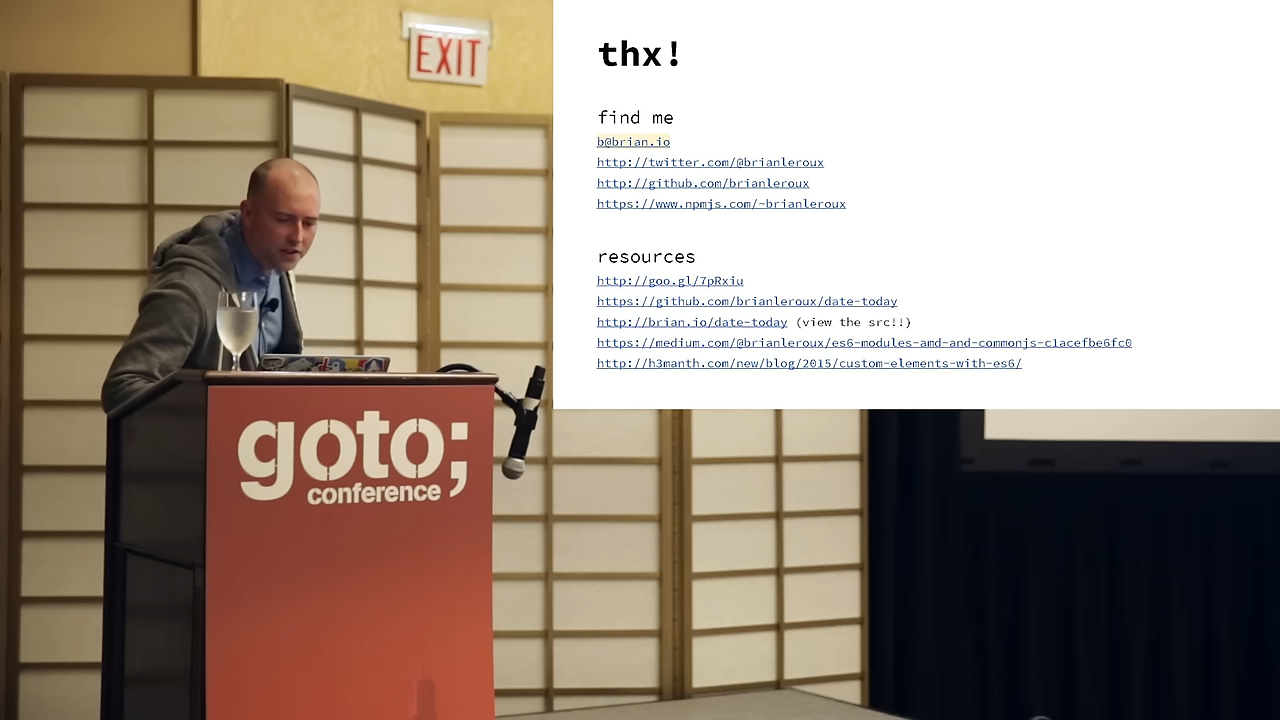 EXIT
thx!
find me
b@brian.io
http://twitter.com/@brianleroux
http://github.com/brianleroux
https://www.npmjs.com/~brianleroux
resources
http://goo.gl/7pRxiu
https://github.com/brianleroux/date-today
http://brian.io/date-today (view the src!!)
https://medium.com/@brianleroux/es6-modules-amd-and-commonjs-c1acefbe6fc0
http://h3manth.com/new/blog/2015/custom-elements-with-es6/
goto;
conference